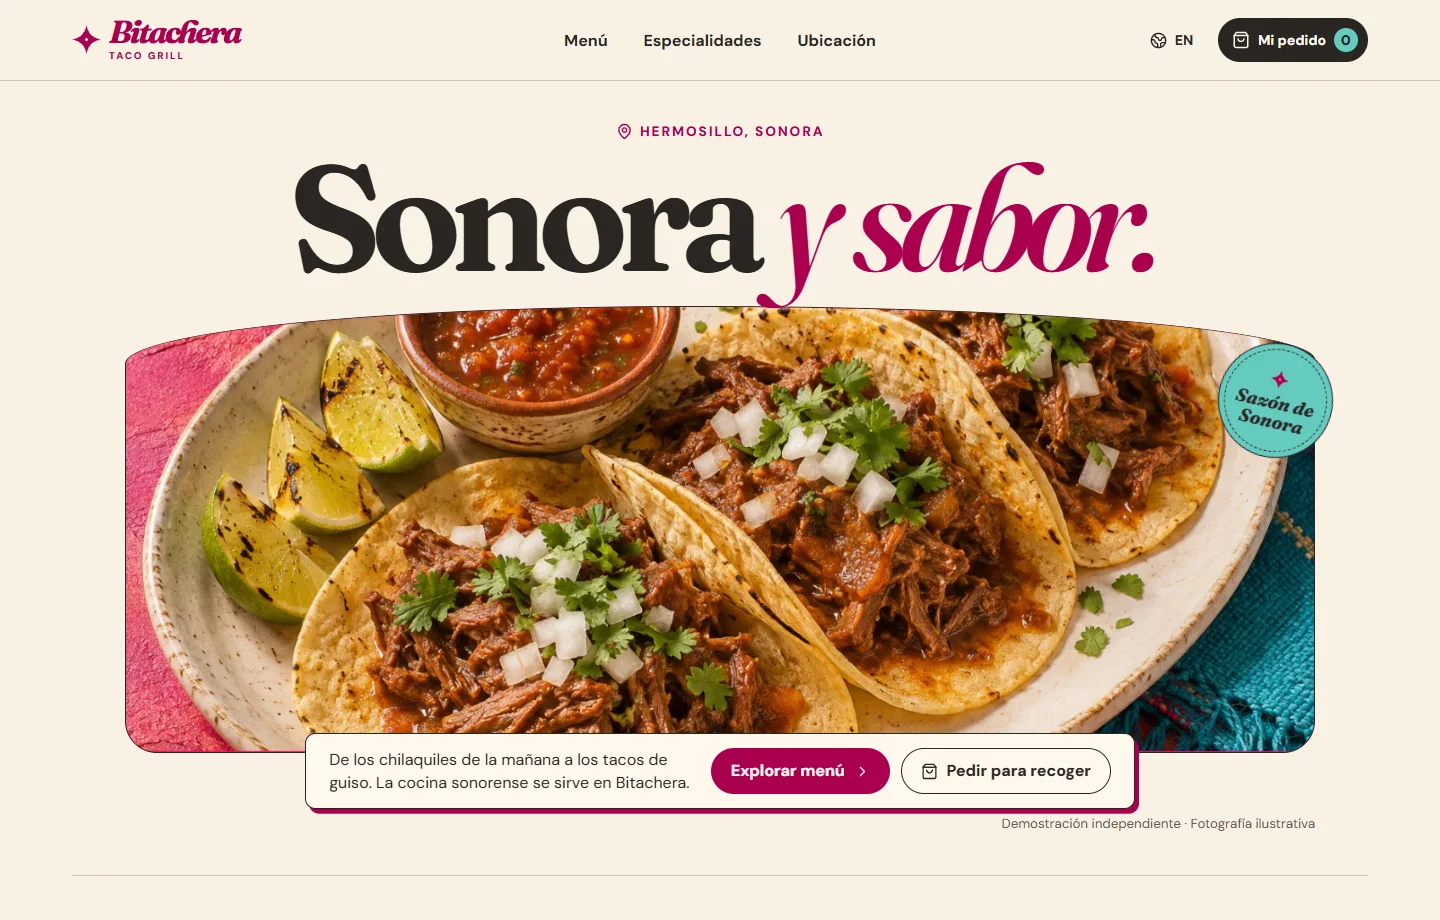 Bitachera
TACO GRILL
Menú
Especialidades
Ubicación
EN
Mi pedido 0
HERMOSILLO, SONORA
Sonora y sabor.
Sazón de
Sonora
De los chilaquiles de la mañana a los tacos de
guiso. La cocina sonorense se sirve en Bitachera.
Explorar menú
Pedir para recoger
Demostración independiente · Fotografía ilustrativa